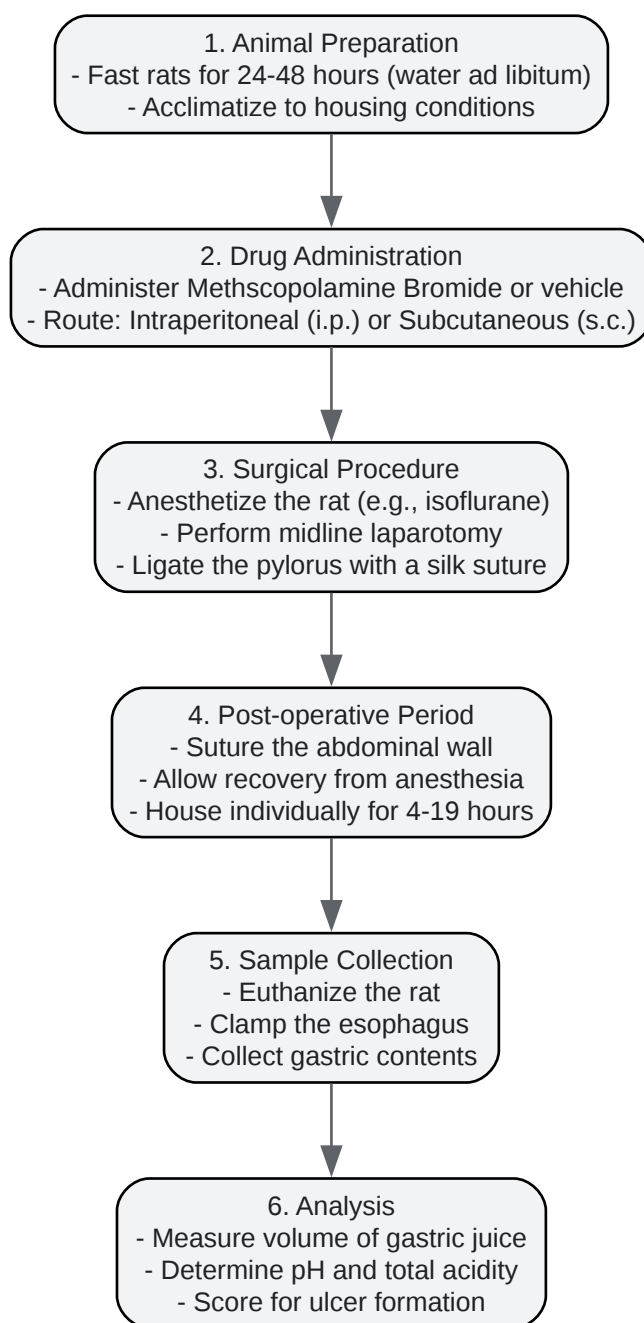 1. Animal Preparation
- Fast rats for 24-48 hours (water ad libitum)
- Acclimatize to housing conditions
2. Drug Administration
- Administer Methscopolamine Bromide or vehicle
- Route: Intraperitoneal (i.p.) or Subcutaneous (s.c.)
3. Surgical Procedure
- Anesthetize the rat (e.g., isoflurane)
- Perform midline laparotomy
- Ligate the pylorus with a silk suture
4. Post-operative Period
- Suture the abdominal wall
- Allow recovery from anesthesia
- House individually for 4-19 hours
5. Sample Collection
- Euthanize the rat
- Clamp the esophagus
- Collect gastric contents
6. Analysis
- Measure volume of gastric juice
- Determine pH and total acidity
- Score for ulcer formation